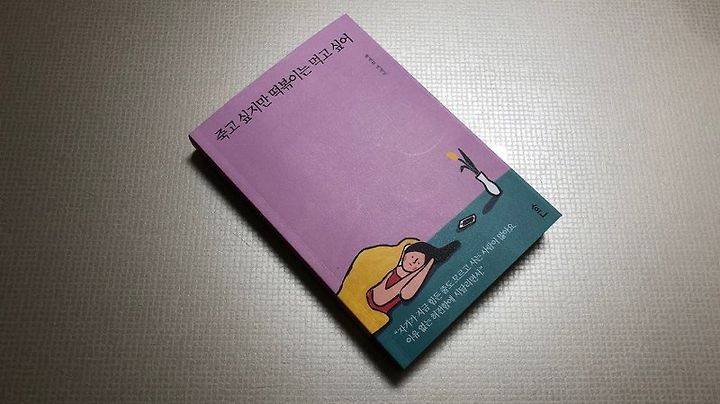 죽고 싶지만 떡볶이는 먹고 싶어
흔
"자기가 지금 힘든 줄도 모르고 사는 사람이 많아요.
이유 없는 허전함에 시달리면서."